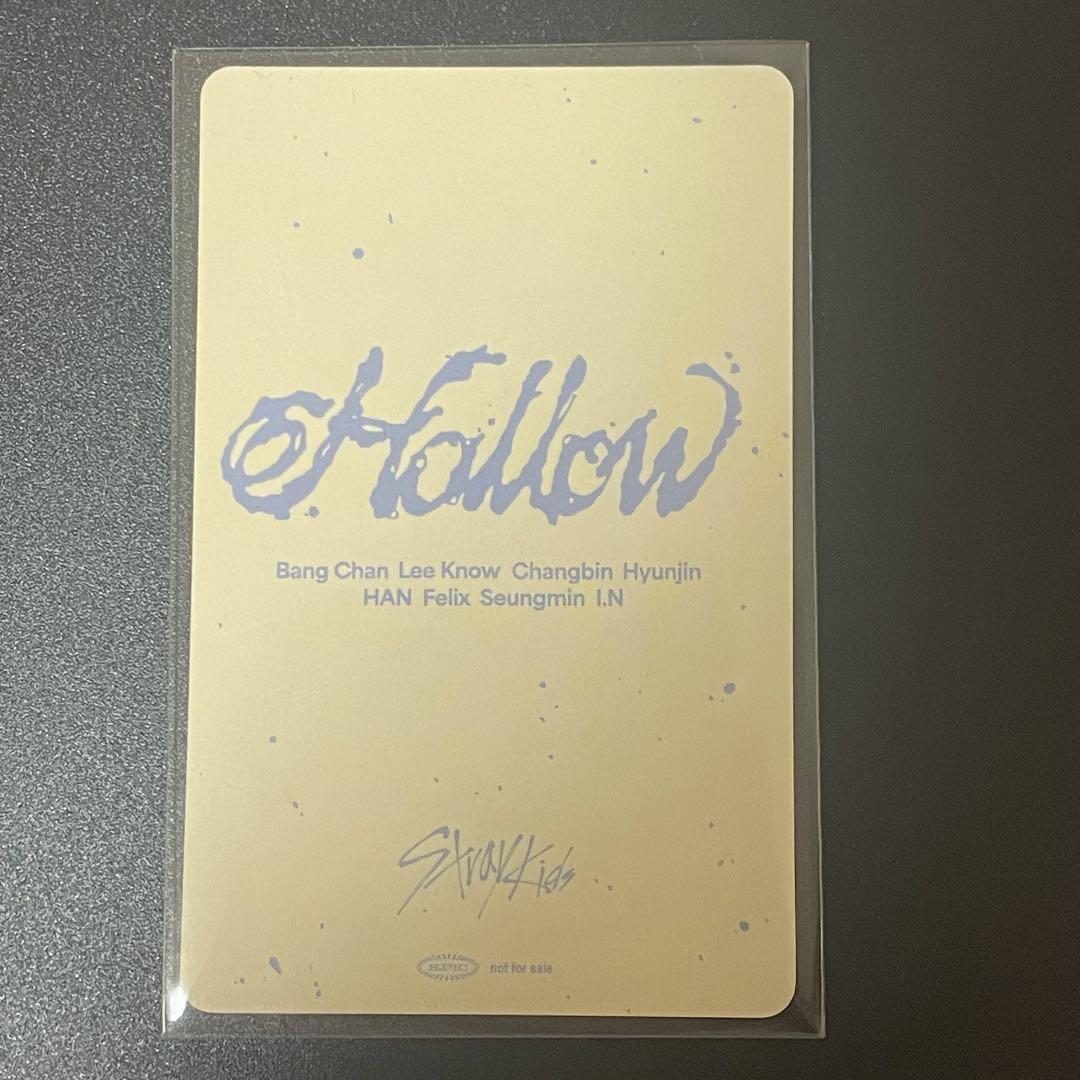 Hollow
Bang Chan Lee Know Changbin Hyunjin
HAN Felix Seungmin I.N
Stray Kids
not for sale